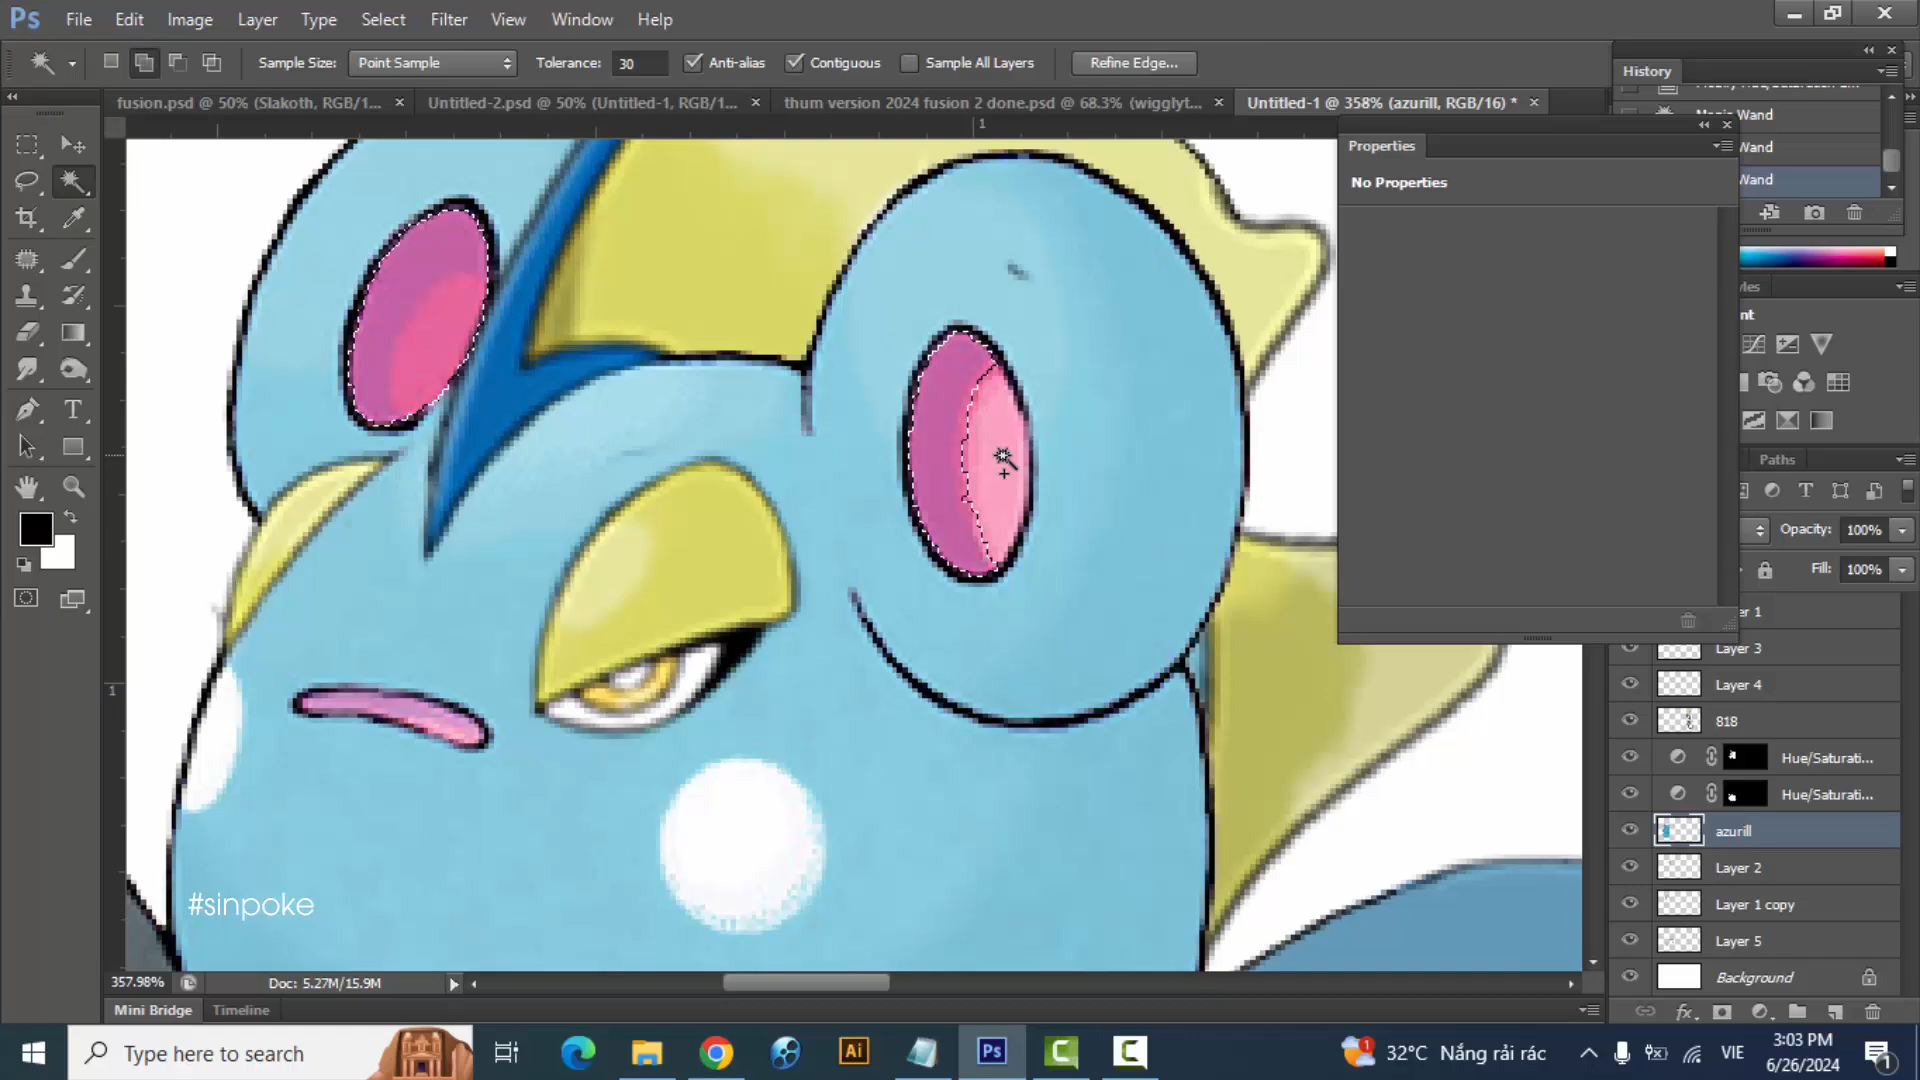 Ps File Edit Image Layer Type Select Filter View Window Help
Sample Size: Point Sample Tolerance: 30 Anti-alias Contiguous Sample All Layers Refine Edge...
fusion.psd @ 50% (Slakoth, RGB/1... × Untitled-2.psd @ 50% (Untitled-1, RGB/1... × thum version 2024 fusion 2 done.psd @ 68.3% (wigglyt... × Untitled-1 @ 358% (azurill, RGB/16) * ×
History
Wand
Wand
Wand
1
Properties
No Properties
Paths
Opacity: 100%
Fill: 100%
1
Layer 3
Layer 4
818
Hue/Saturati...
Hue/Saturati...
azurill
Layer 2
Layer 1 copy
Layer 5
Background
#sinpoke
357.98% Doc: 5.27M/15.9M
Mini Bridge Timeline
Type here to search
Ai Ps
32°C Nắng rải rác
VIE
3:03 PM
6/26/2024